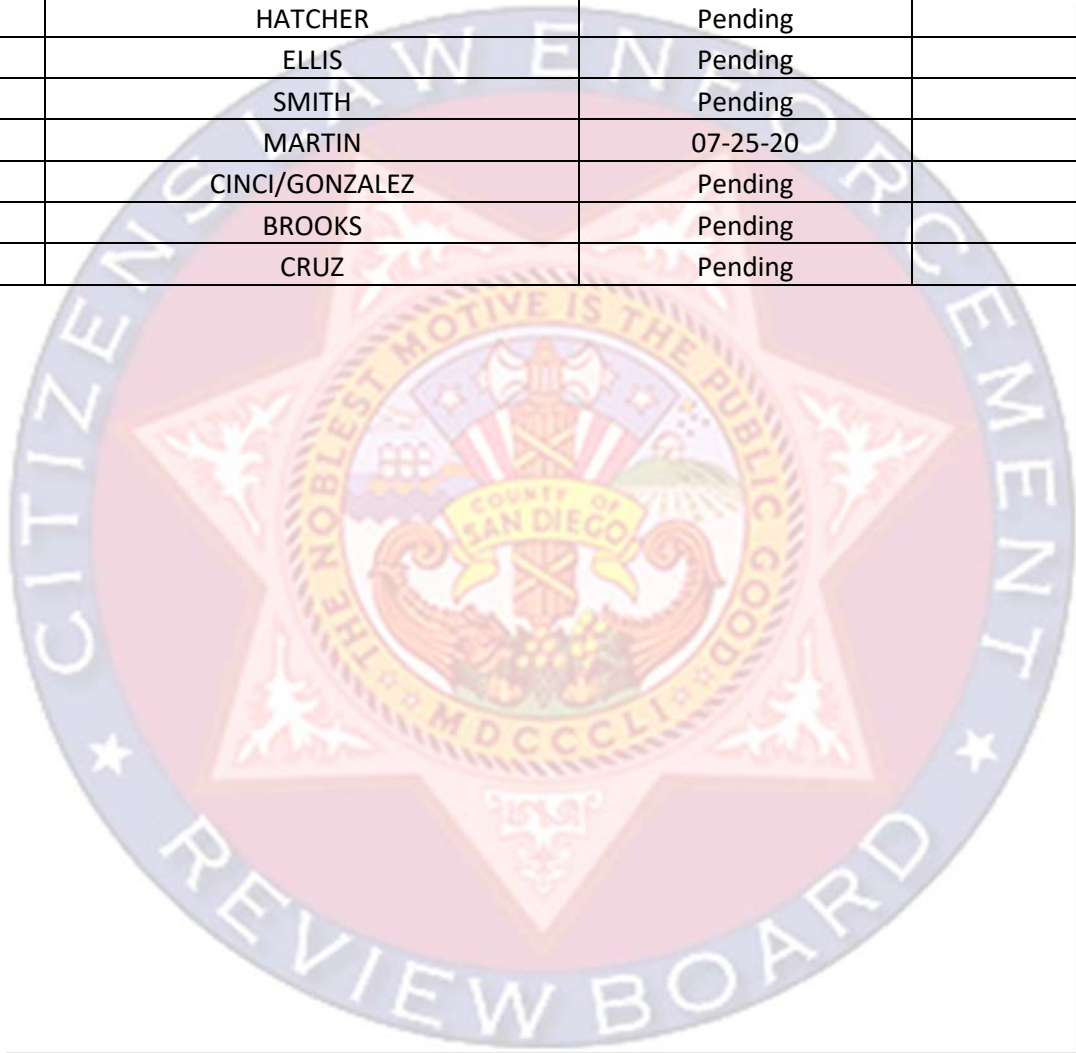 HATCHER Pending
ELLIS Pending
SMITH Pending
MARTIN 07-25-20
CINCI/GONZALEZ Pending
BROOKS Pending
CRUZ Pending
CITIZENS LAW ENFORCEMENT
REVIEW BOARD
THE NOBLEST MOTIVE IS THE PUBLIC GOOD
COUNTY OF
SAN DIEGO
MDCCCLI